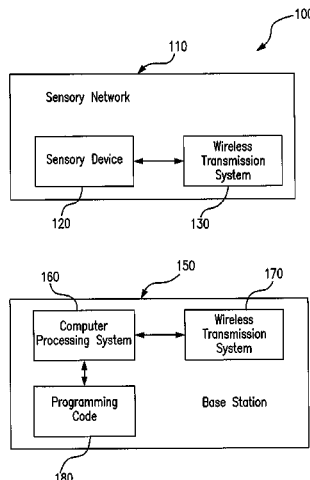 100
110
Sensory Network
Sensory Device
Wireless
Transmission
System
120
130
150
160
170
Computer
Processing System
Wireless
Transmission
System
Programming
Code
Base Station
180